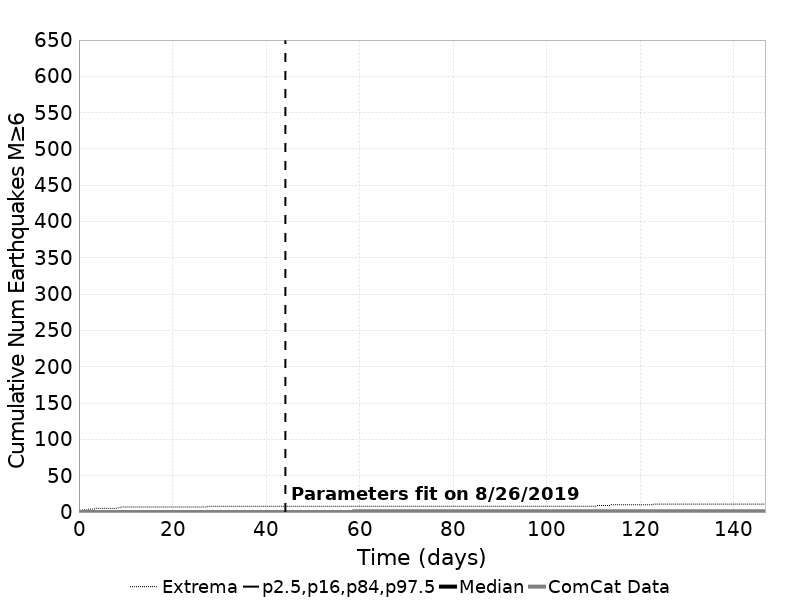 Cumulative Num Earthquakes M≥6
650
600
550
500
450
400
350
300
250
200
150
100
50
0
Parameters fit on 8/26/2019
0 20 40 60 80 100 120 140
Time (days)
Extrema p2.5,p16,p84,p97.5 Median ComCat Data